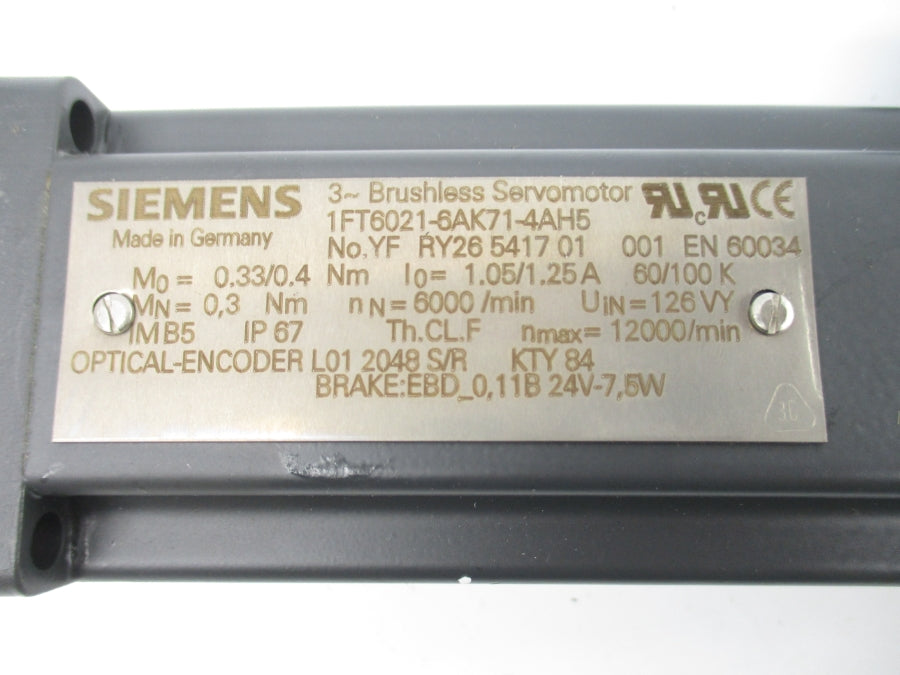 SIEMENS 3~ Brushless Servomotor
Made in Germany 1FT6021-6AK71-4AH5
No.YF RY26 5417 01 001 EN 60034
M0 = 0.33/0.4 Nm I0 = 1.05/1.25 A 60/100 K
MN = 0,3 Nm nN = 6000 /min UIN = 126 VY
IM B5 IP 67 Th.CL.F nmax = 12000/min
OPTICAL-ENCODER L01 2048 S/R KTY 84
BRAKE:EBD_0,11B 24V-7,5W